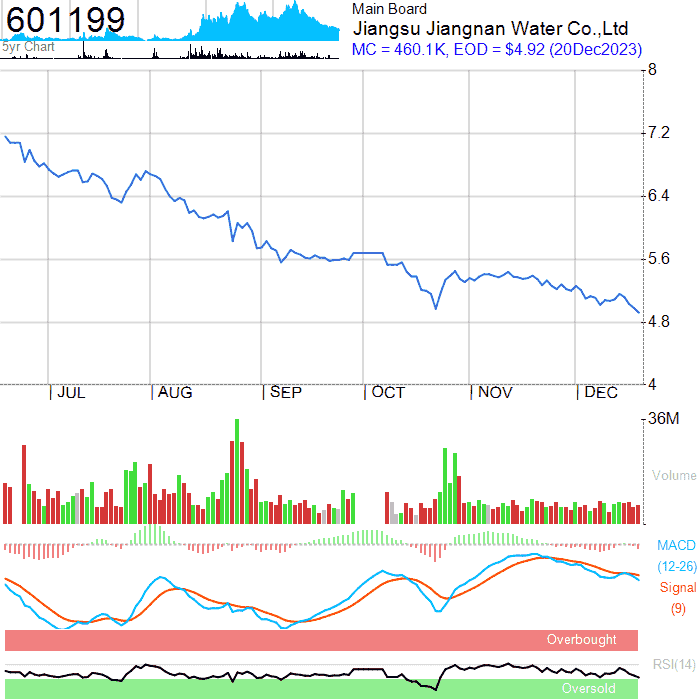 601199
5yr Chart
Main Board
Jiangsu Jiangnan Water Co.,Ltd
MC = 460.1K, EOD = $4.92 (20Dec2023)
8
7.2
6.4
5.6
4.8
4
JUL AUG SEP OCT NOV DEC
36M
Volume
MACD
(12-26)
Signal
(9)
Overbought
RSI(14)
Oversold